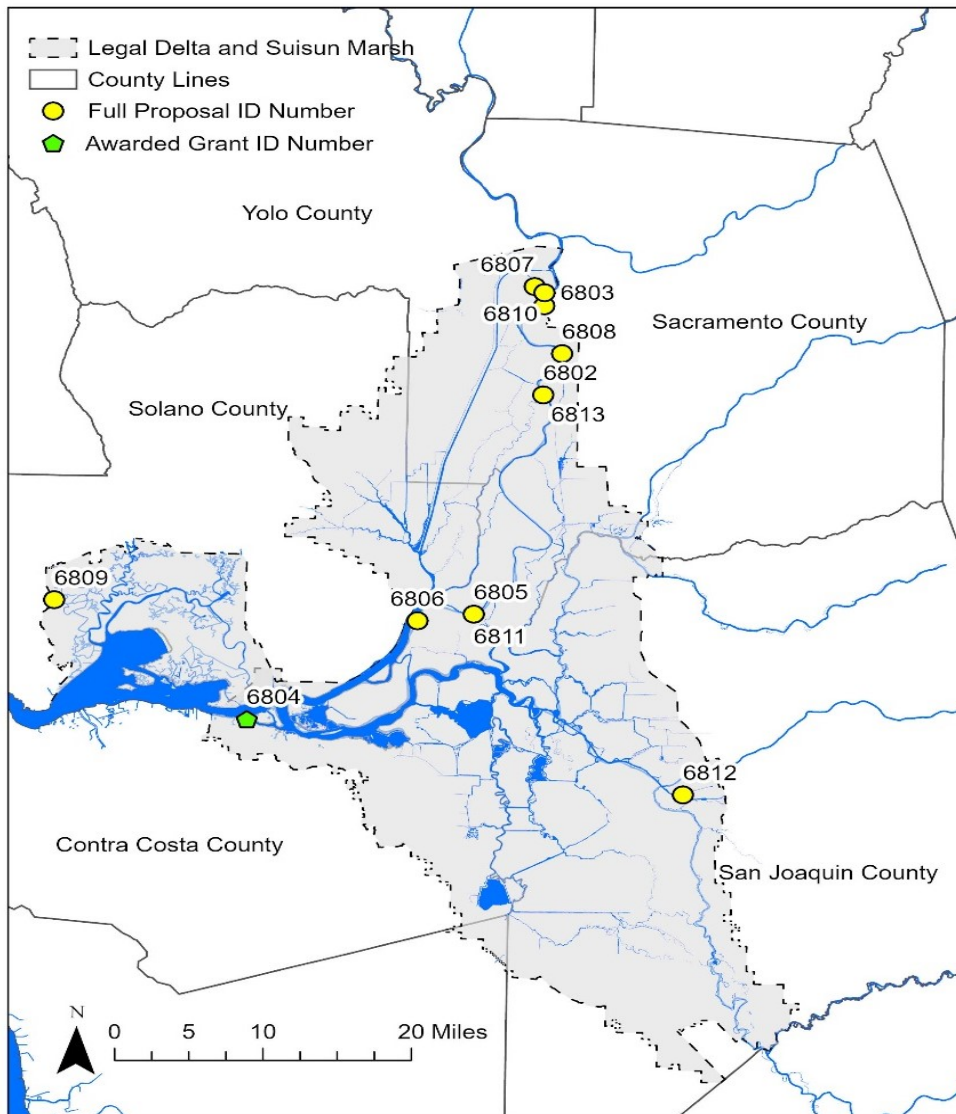 Legal Delta and Suisun Marsh
County Lines
Full Proposal ID Number
Awarded Grant ID Number
Yolo County
6807
6803
6810
6808
Sacramento County
6802
Solano County
6813
6809
6806
6805
6811
6804
6812
Contra Costa County
San Joaquin County
N
0 5 10 20 Miles